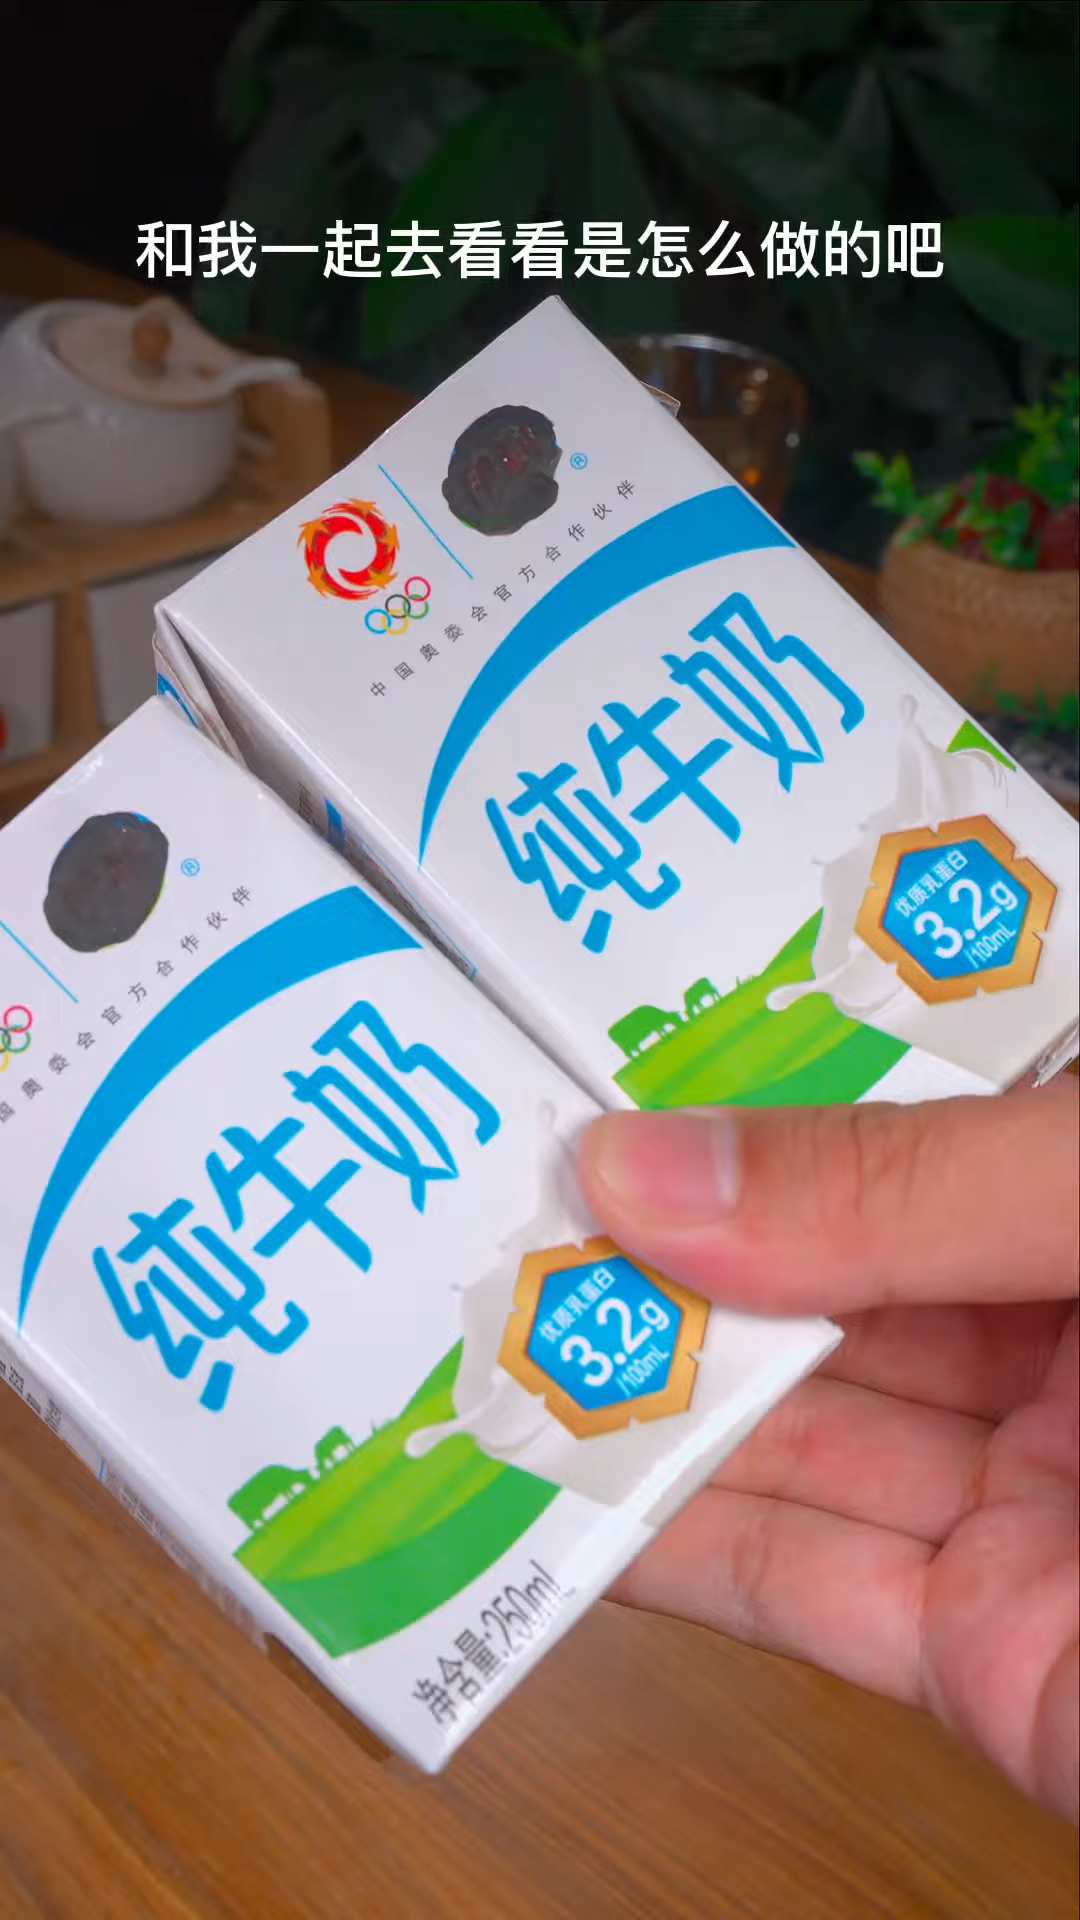 和我一起去看看是怎么做的吧
®
中国奥委会官方合作伙伴
纯牛奶
优质乳蛋白
3.2g
/100mL
®
国奥委会官方合作伙伴
纯牛奶
优质乳蛋白
3.2g
/100mL
净含量:250mL